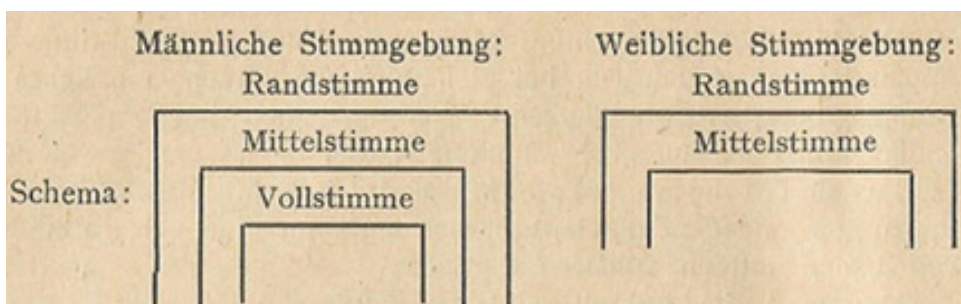 Männliche Stimmgebung: Weibliche Stimmgebung:
Randstimme Randstimme
Mittelstimme Mittelstimme
Schema: Vollstimme